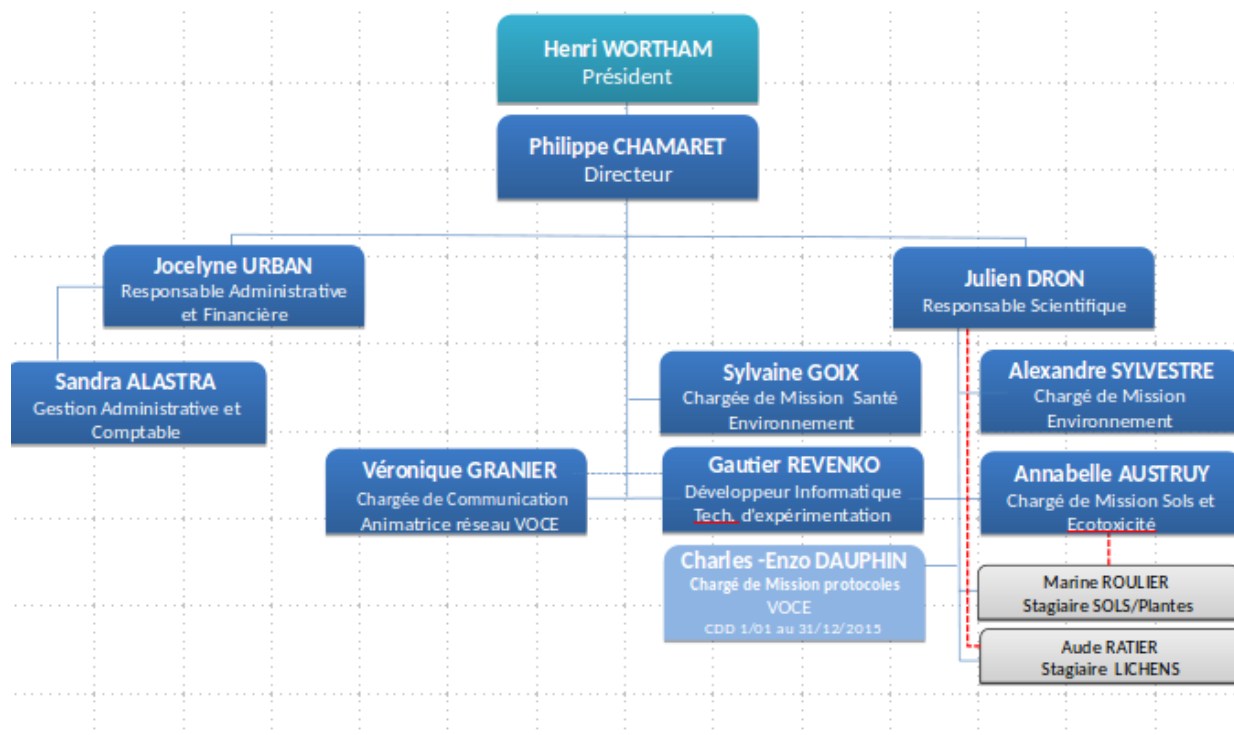 Henri WORTHAM
Président
Philippe CHAMARET
Directeur
Jocelyne URBAN
Responsable Administrative
et Financière
Julien DRON
Responsable Scientifique
Sandra ALASTRA
Gestion Administrative et
Comptable
Sylvaine GOIX
Chargée de Mission Santé
Environnement
Alexandre SYLVESTRE
Chargé de Mission
Environnement
Véronique GRANIER
Chargée de Communication
Animatrice réseau VOCE
Gautier REVENKO
Développeur Informatique
Tech. d'expérimentation
Annabelle AUSTRUY
Chargé de Mission Sols et
Ecotoxicité
Charles -Enzo DAUPHIN
Chargé de Mission protocoles
VOCE
CDD 1/01 au 31/12/2015
Marine ROULIER
Stagiaire SOLS/Plantes
Aude RATIER
Stagiaire LICHENS